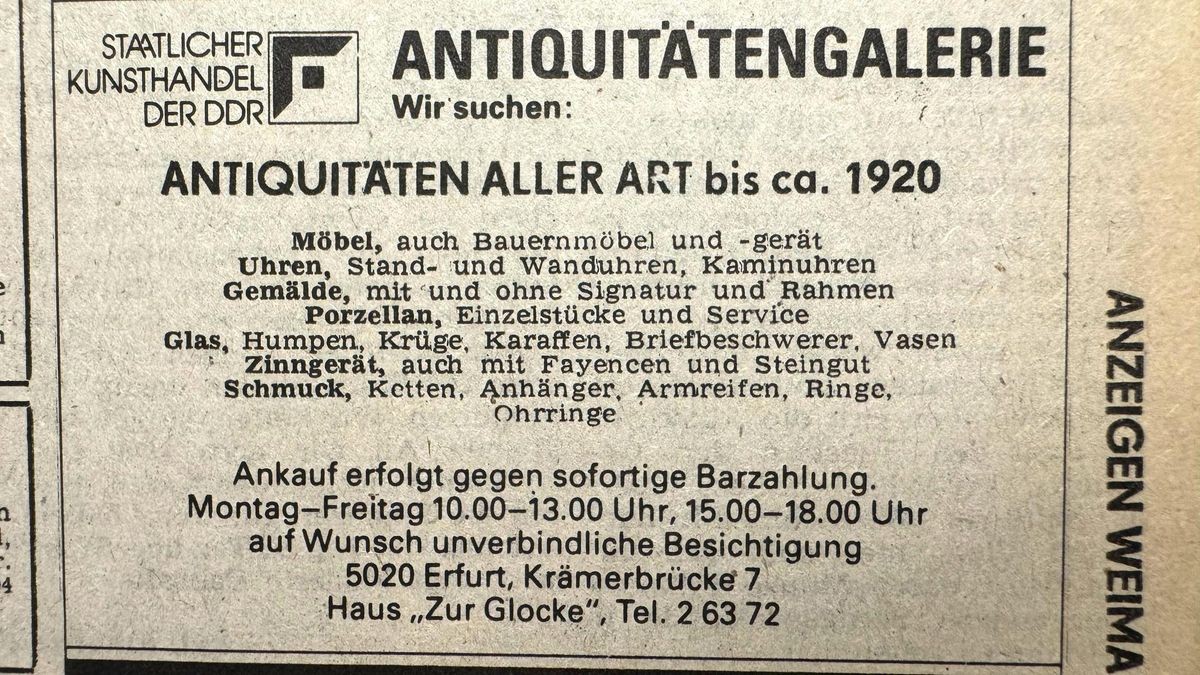 STAATLICHER
KUNSTHANDEL
DER DDR
ANTIQUITÄTENGALERIE
Wir suchen:
ANTIQUITÄTEN ALLER ART bis ca. 1920
Möbel, auch Bauernmöbel und -gerät
Uhren, Stand- und Wanduhren, Kaminuhren
Gemälde, mit und ohne Signatur und Rahmen
Porzellan, Einzelstücke und Service
Glas, Humpen, Krüge, Karaffen, Briefbeschwerer, Vasen
Zinngerät, auch mit Fayencen und Steingut
Schmuck, Ketten, Anhänger, Armreifen, Ringe,
Ohrringe
Ankauf erfolgt gegen sofortige Barzahlung.
Montag–Freitag 10.00–13.00 Uhr, 15.00–18.00 Uhr
auf Wunsch unverbindliche Besichtigung
5020 Erfurt, Krämerbrücke 7
Haus „Zur Glocke“, Tel. 2 63 72
ANZEIGEN WEIMA